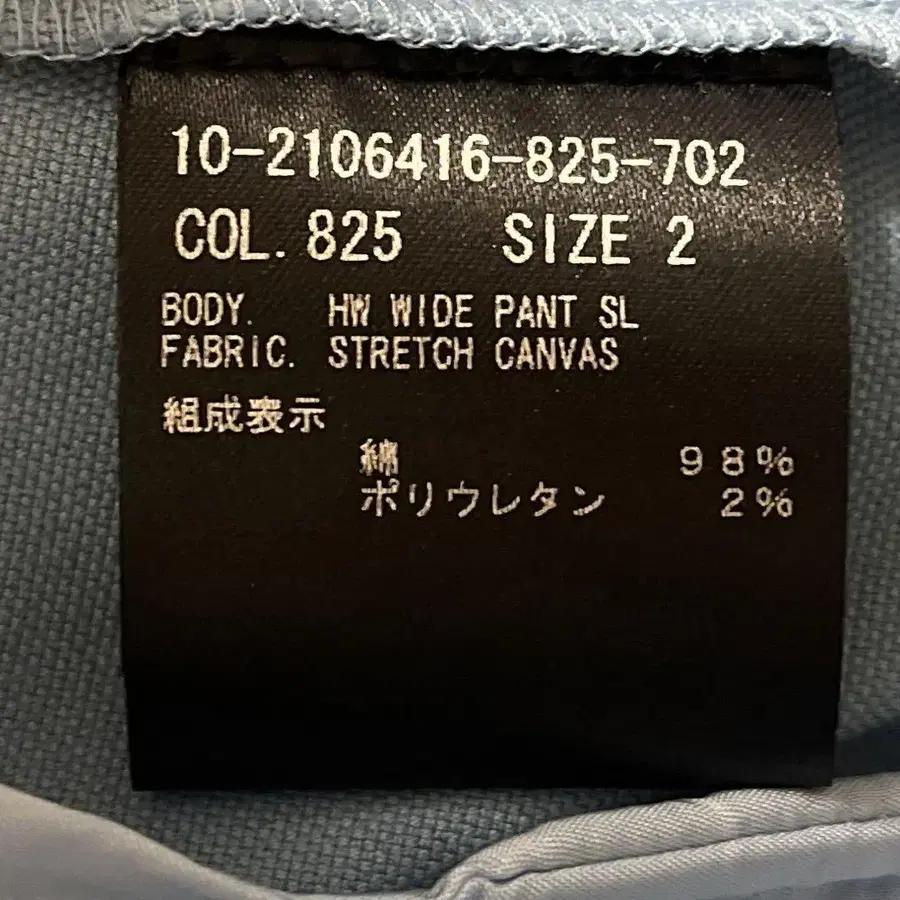 10-2106416-825-702
COL. 825 SIZE 2
BODY. HW WIDE PANT SL
FABRIC. STRETCH CANVAS
組成表示
綿 98%
ポリウレタン 2%